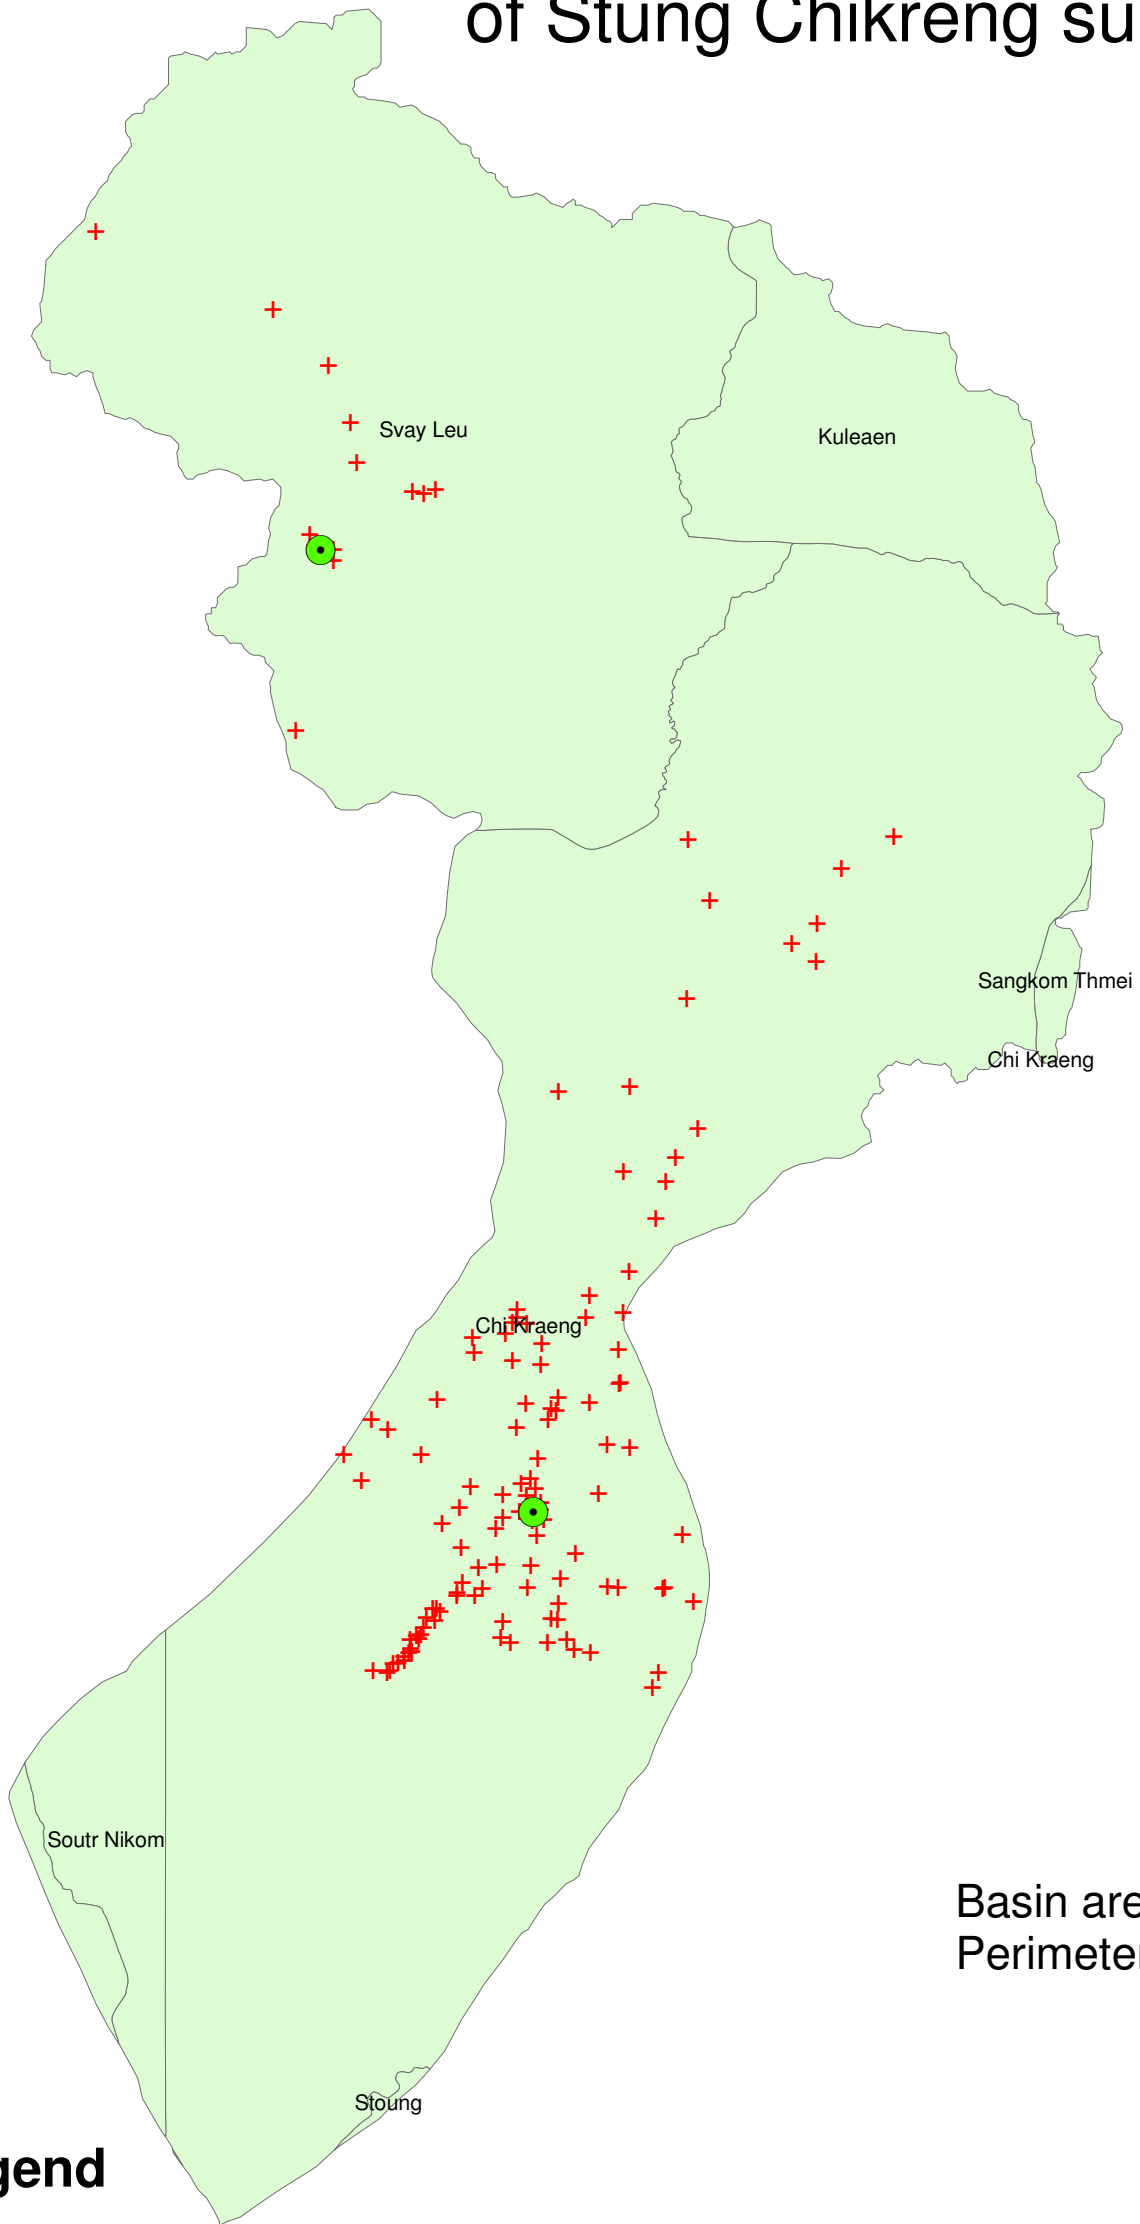 of Stung Chikreng su
Svay Leu
Kuleaen
Sangkom Thmei
Chi Kraeng
Chi Kraeng
Soutr Nikom
Basin are
Perimeter
Stoung
gend